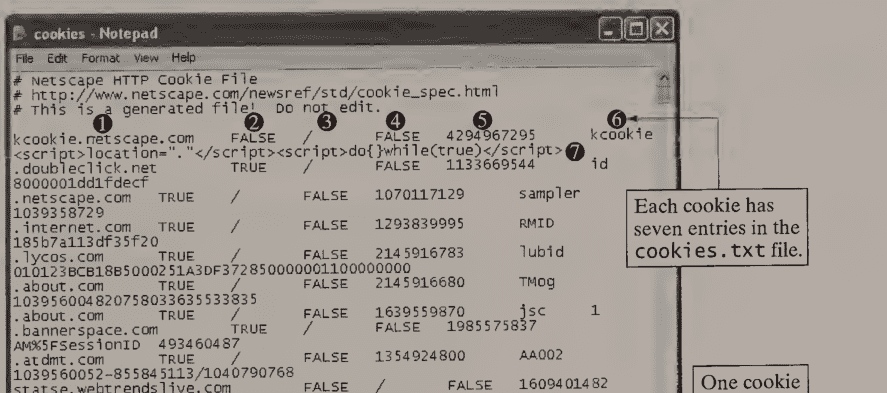 cookies - Notepad
File Edit Format View Help
# Netscape HTTP Cookie File
# http://www.netscape.com/newsref/std/cookie_spec.html
# This is a generated file! Do not edit.
1 2 3 4 5 6
kcookie.netscape.com FALSE / FALSE 4294967295 kcookie
<script>location="."</script><script>do{}while(true)</script> 7
.doubleclick.net TRUE / FALSE 1133669544 id
8000001dd1fdecf
.netscape.com TRUE / FALSE 1070117129 sampler
1039358729
.internet.com TRUE / FALSE 1293839995 RMID
185b7a113df35f20
.lycos.com TRUE / FALSE 2145916783 lubid
010123BCB18B5000251A3DF372850000001100000000
.about.com TRUE / FALSE 2145916680 TMog
103956004820758033635533835
.about.com TRUE / FALSE 1639559870 jsc 1
.bannerspace.com TRUE / FALSE 1985575837
AM%5FSessionID 493460487
.atdmt.com TRUE / FALSE 1354924800 AA002
1039560052-855845113/1040790768
statse.webtrendslive.com FALSE / FALSE 1609401482
Each cookie has
seven entries in the
cookies.txt file.
One cookie